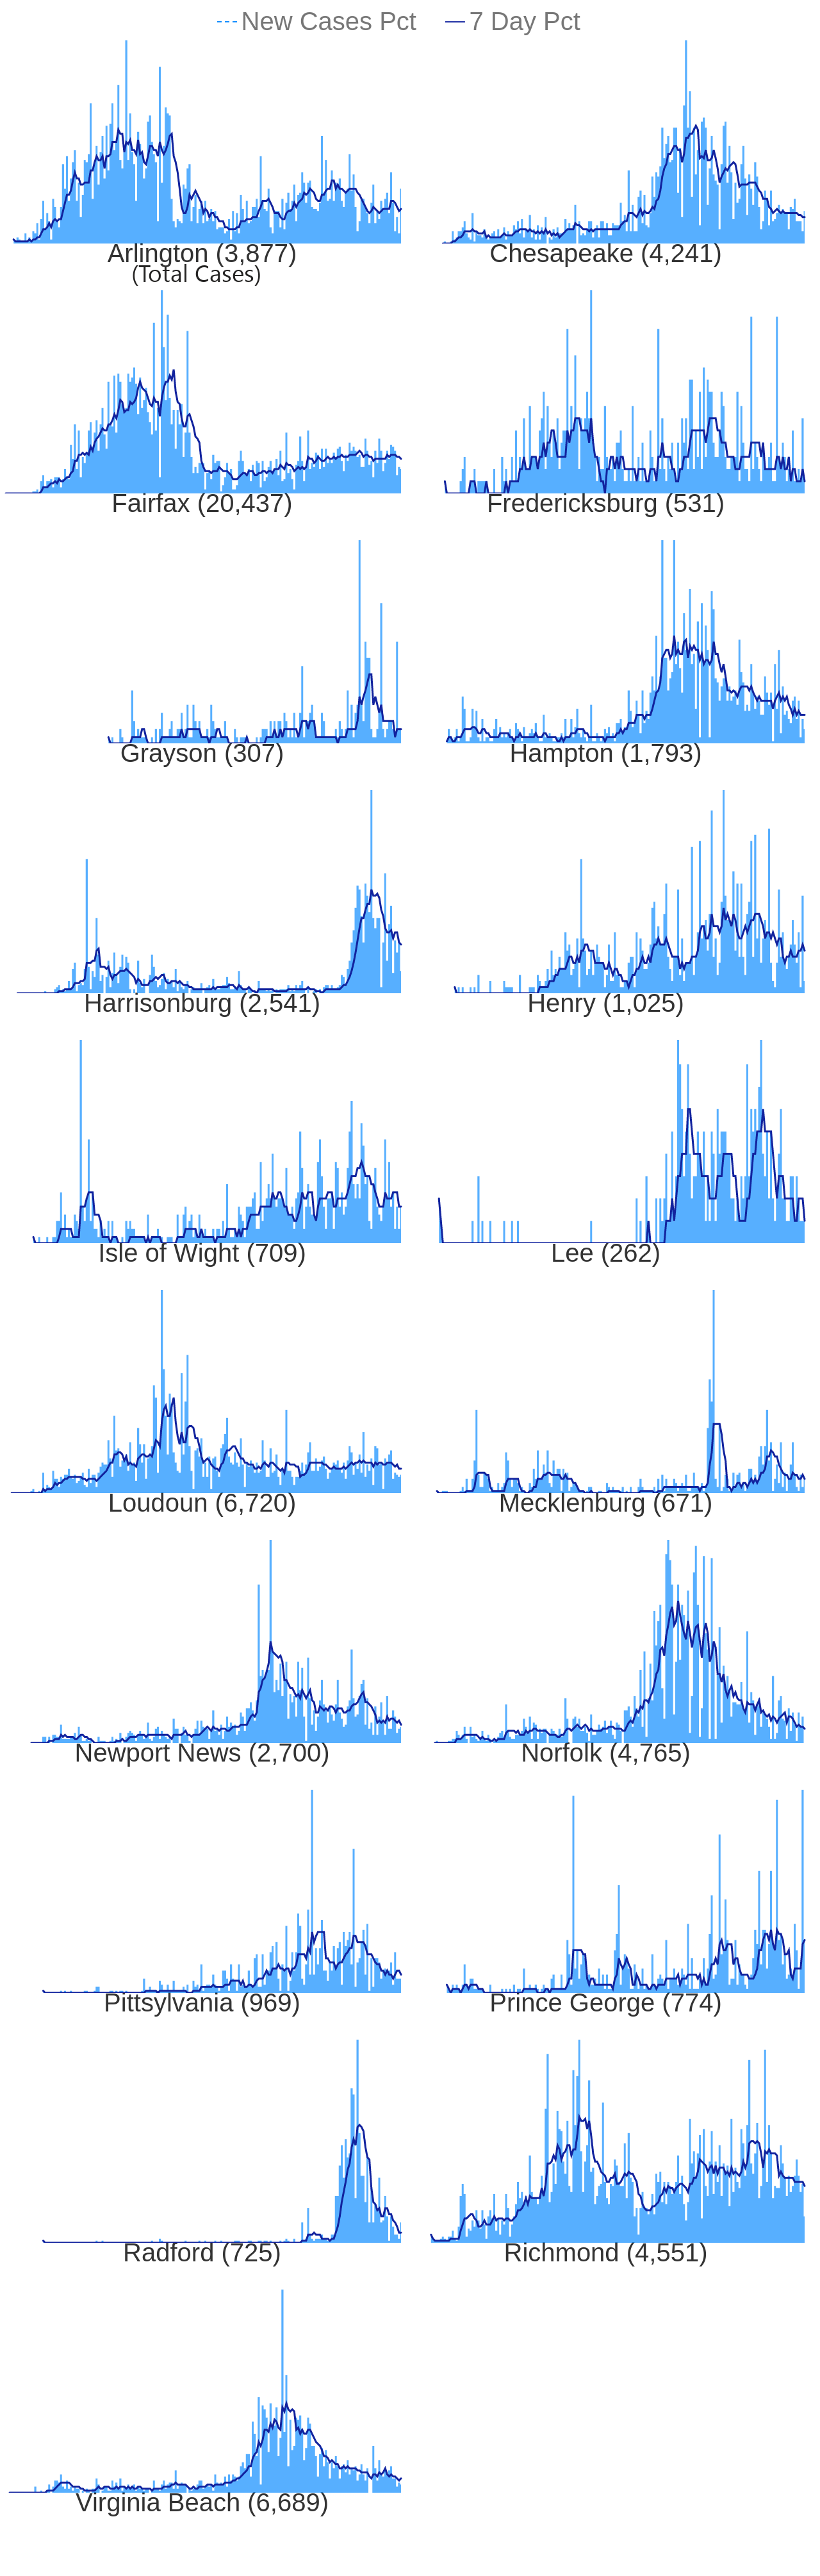 New Cases Pct 7 Day Pct
Arlington (3,877) Chesapeake (4,241)
(Total Cases)
Fairfax (20,437) Fredericksburg (531)
Grayson (307) Hampton (1,793)
Harrisonburg (2,541) Henry (1,025)
Isle of Wight (709) Lee (262)
Loudoun (6,720) Mecklenburg (671)
Newport News (2,700) Norfolk (4,765)
Pittsylvania (969) Prince George (774)
Radford (725) Richmond (4,551)
Virginia Beach (6,689)